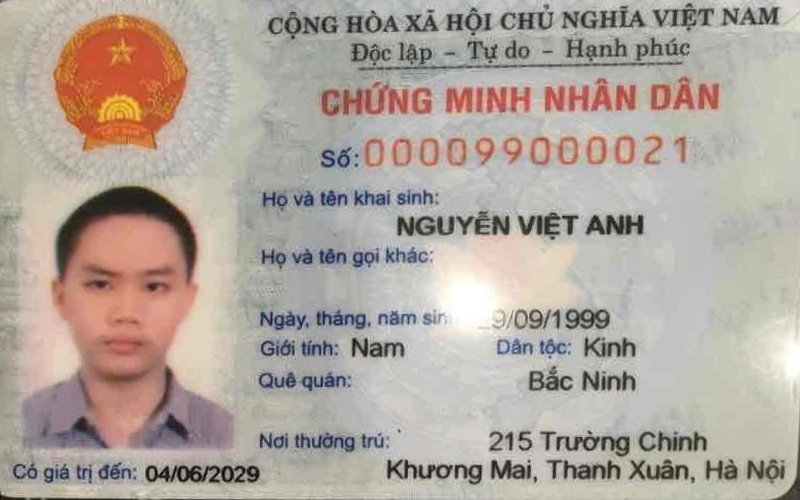 CỘNG HÒA XÃ HỘI CHỦ NGHĨA VIỆT NAM
Độc lập - Tự do - Hạnh phúc
CHỨNG MINH NHÂN DÂN
Số: 000099000021
Họ và tên khai sinh:
NGUYỄN VIỆT ANH
Họ và tên gọi khác:
Ngày, tháng, năm 9/09/1999
Giới tính: Nam Dân tộc: Kinh
Quê quán: Bắc Ninh
Nơi thường trú: 215 Trường Chinh
Có giá trị đến: 04/06/2029 Khương Mai, Thanh Xuân, Hà Nội